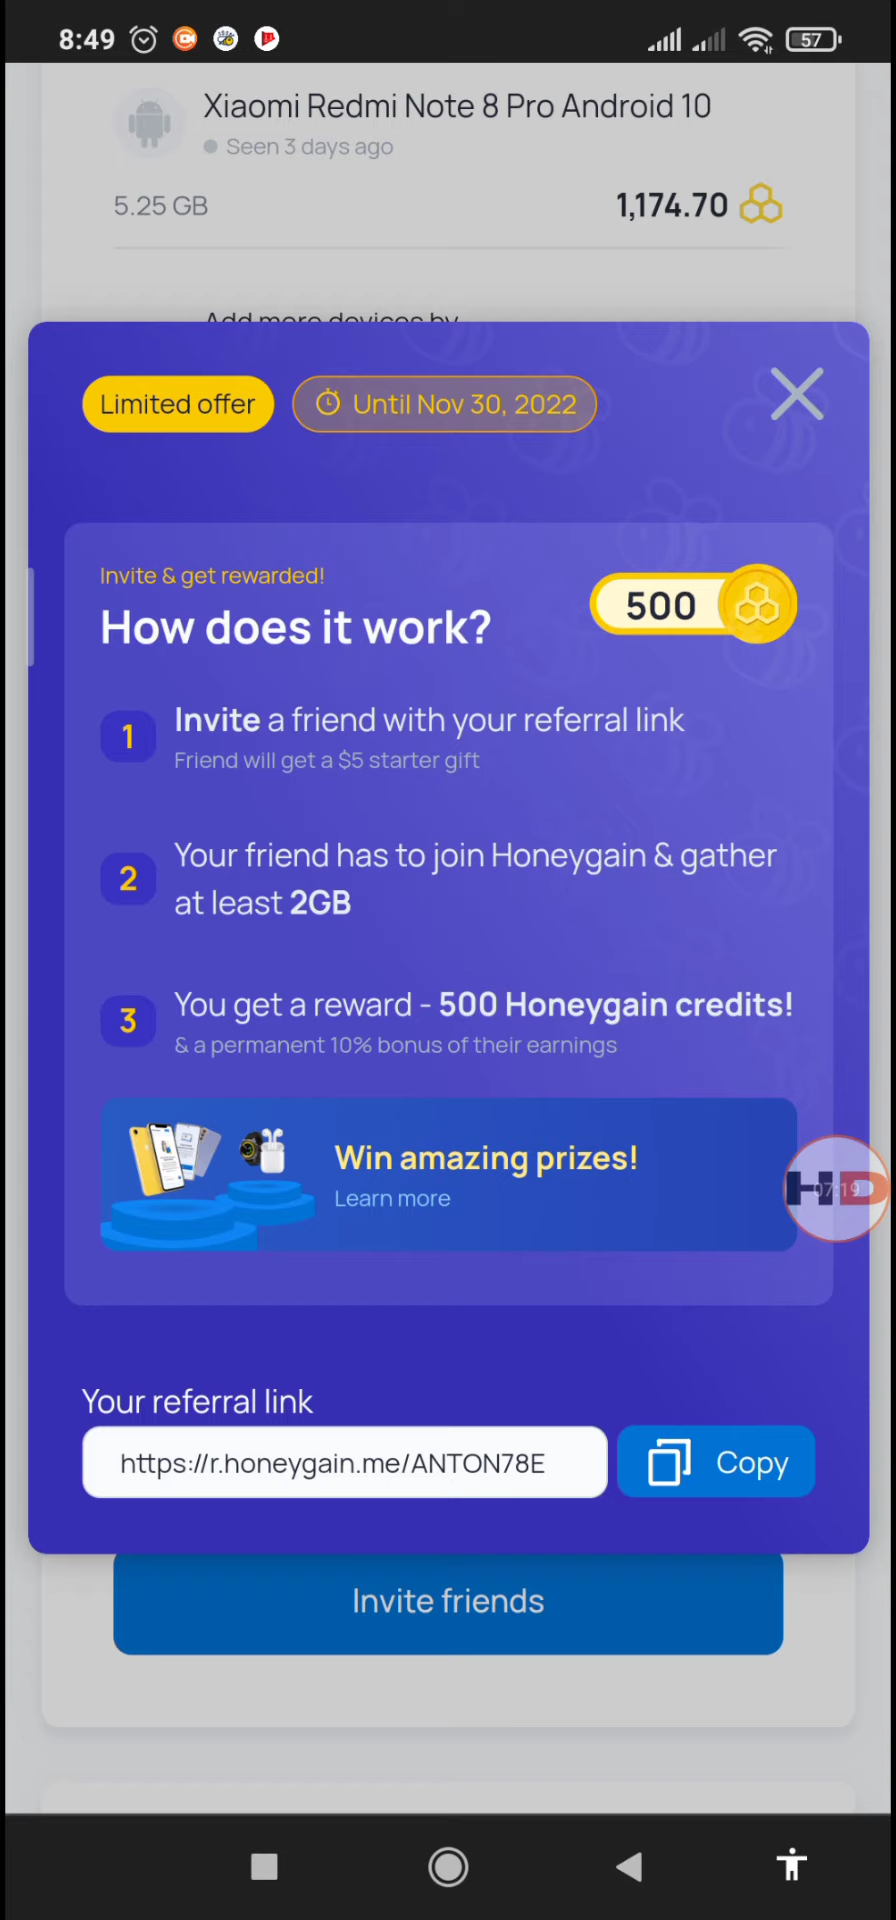 8:49
57
Xiaomi Redmi Note 8 Pro Android 10
Seen 3 days ago
5.25 GB
1,174.70
Add more devices by
Limited offer
Until Nov 30, 2022
Invite & get rewarded!
How does it work?
500
1
Invite a friend with your referral link
Friend will get a $5 starter gift
2
Your friend has to join Honeygain & gather
at least 2GB
3
You get a reward - 500 Honeygain credits!
& a permanent 10% bonus of their earnings
Win amazing prizes!
Learn more
HD
07:19
Your referral link
https://r.honeygain.me/ANTON78E
Copy
Invite friends